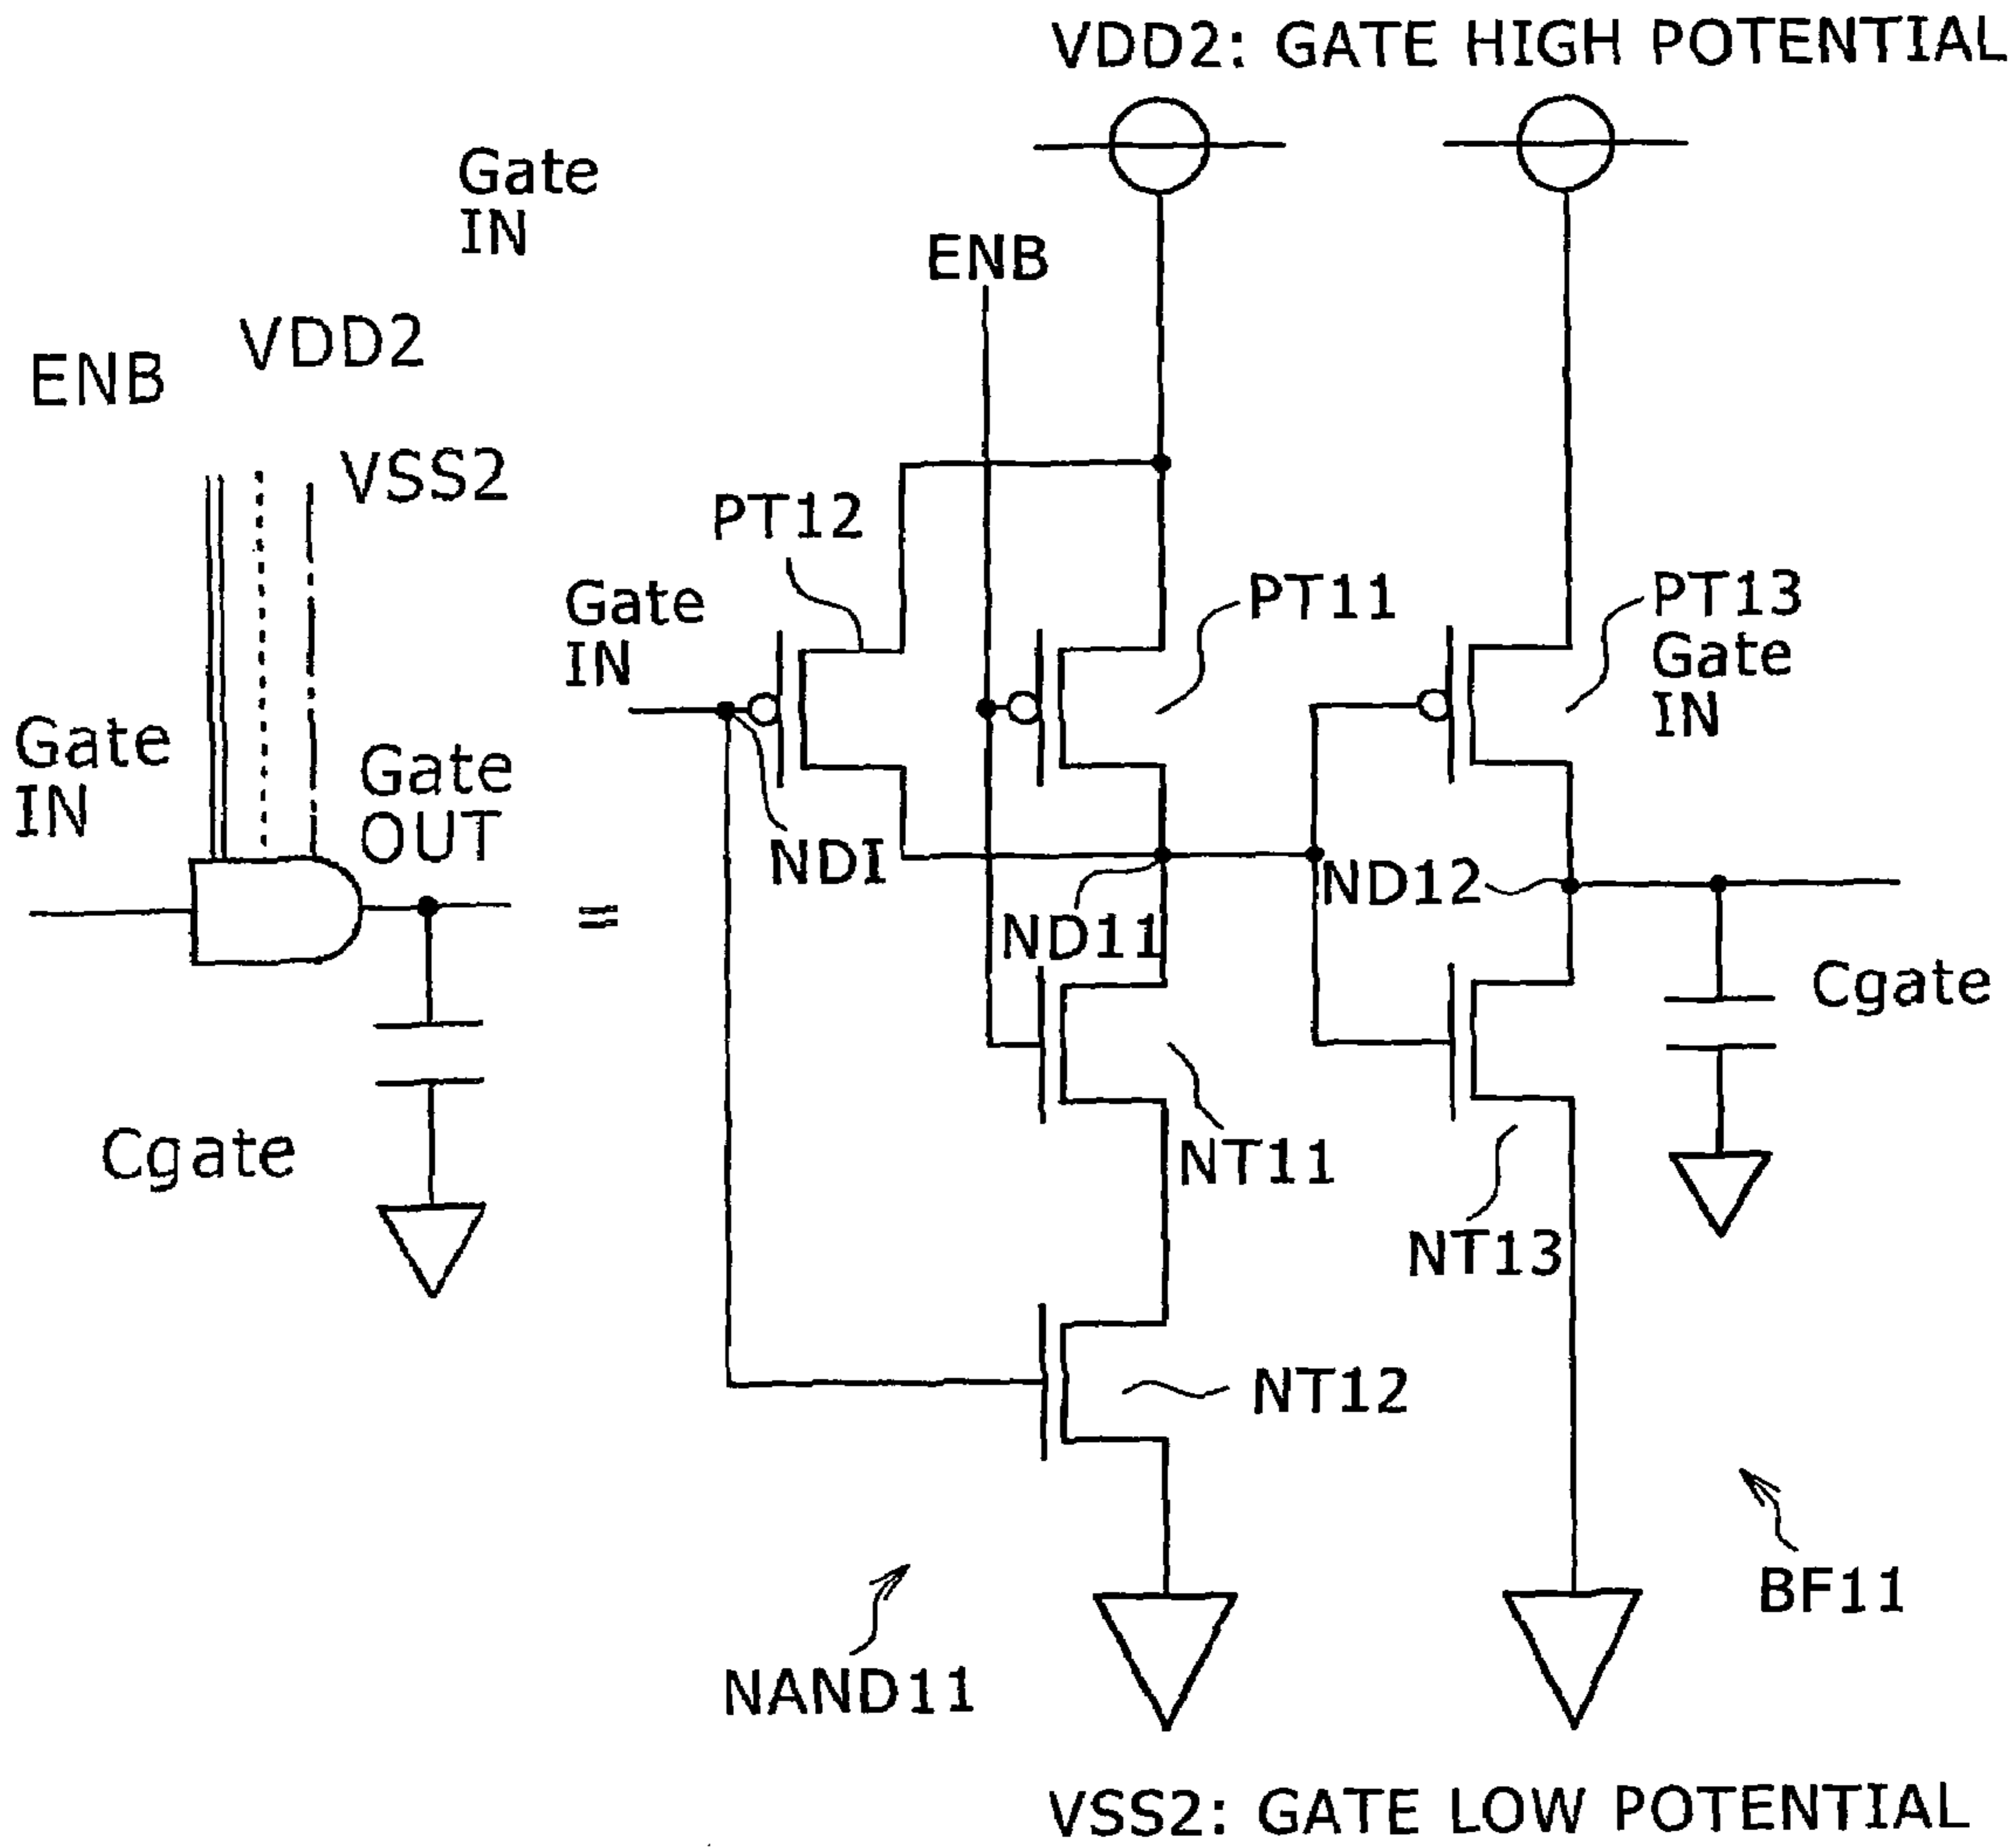 VDD2: GATE HIGH POTENTIAL
Gate
IN
ENB
VDD2
ENB
VSS2
PT12
Gate
IN
PT11
PT13
Gate
IN
Gate
IN
Gate
OUT
NDI
ND12
ND11
=
Cgate
Cgate
NT11
NT13
NT12
BF11
NAND11
VSS2: GATE LOW POTENTIAL